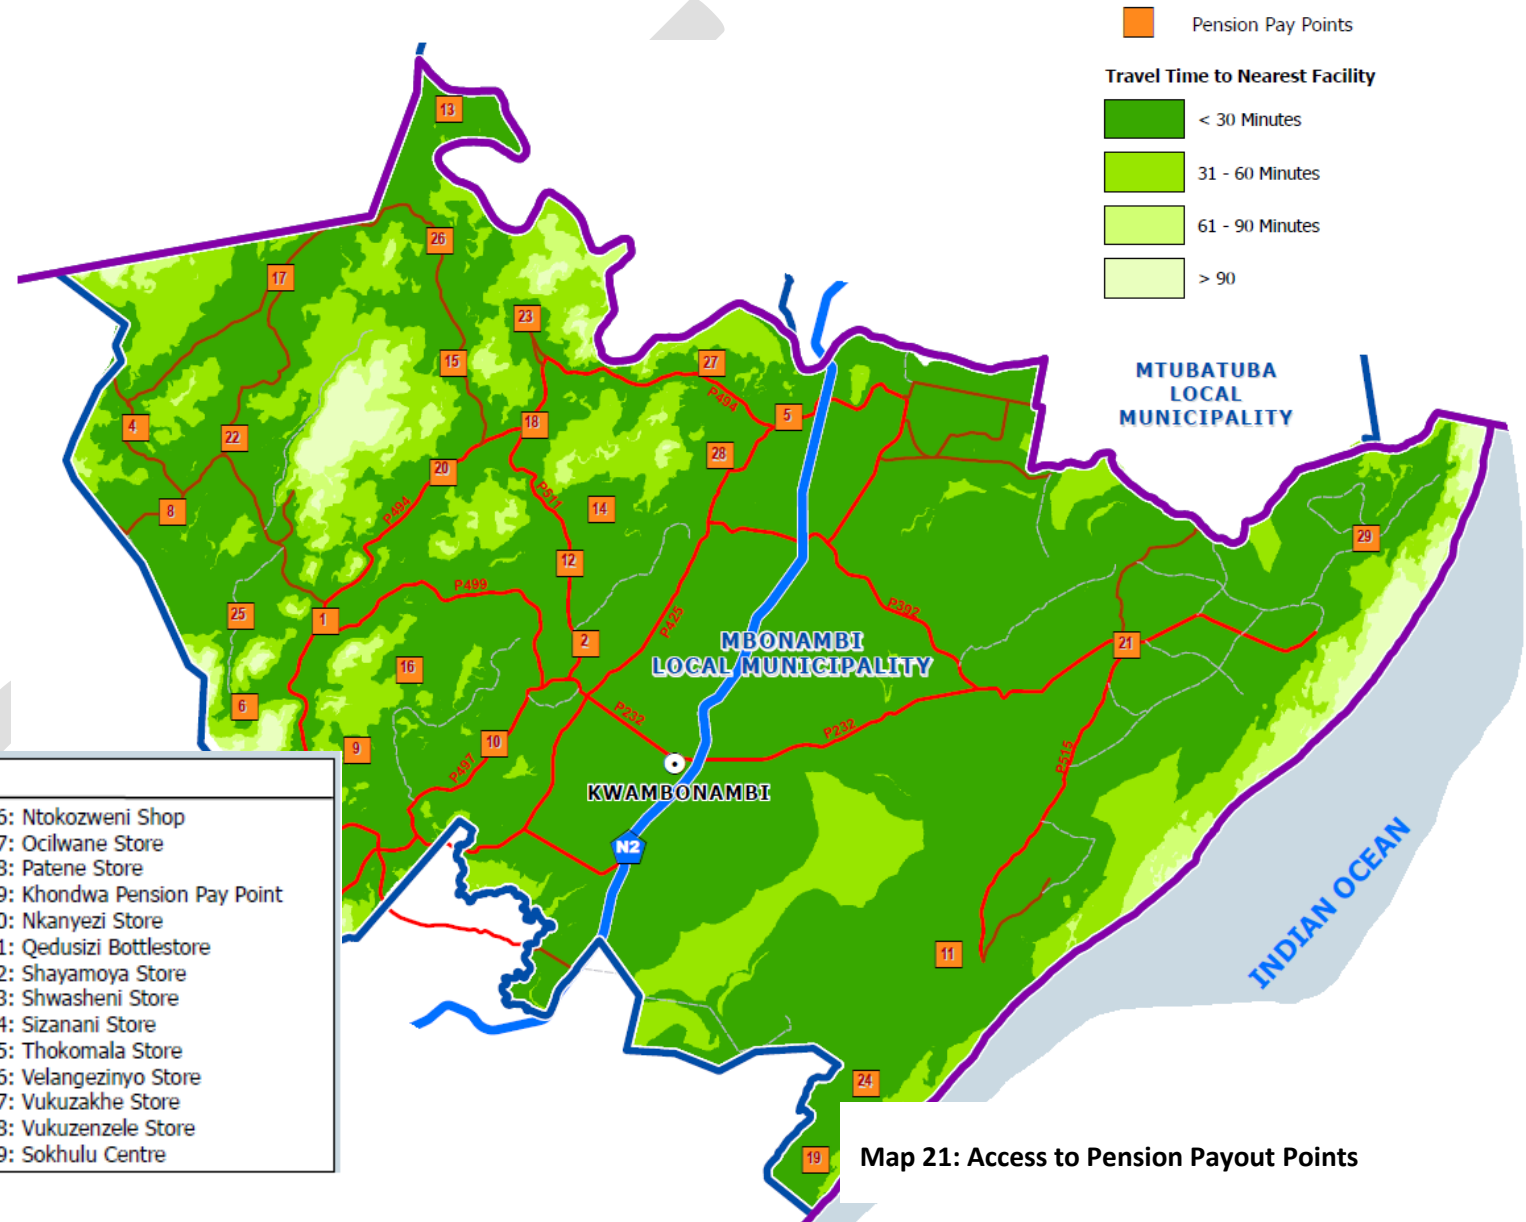 Pension Pay Points
Travel Time to Nearest Facility
< 30 Minutes
31 - 60 Minutes
61 - 90 Minutes
> 90
13
26
17
23
15
27
P494
5
4
22
18
28
20
P511
P494
14
8
12
29
P499
25
1
P425
P392
2
21
16
6
P232
P232
9
10
P497
P515
11
24
19
MTUBATUBA
LOCAL
MUNICIPALITY
MBONAMBI
LOCAL MUNICIPALITY
KWAMBONAMBI
N2
INDIAN OCEAN
6: Ntokozweni Shop
7: Ocilwane Store
8: Patene Store
9: Khondwa Pension Pay Point
0: Nkanyezi Store
1: Qedusizi Bottlestore
2: Shayamoya Store
3: Shwasheni Store
4: Sizanani Store
5: Thokomala Store
6: Velangezinyo Store
7: Vukuzakhe Store
8: Vukuzenzele Store
9: Sokhulu Centre
Map 21: Access to Pension Payout Points